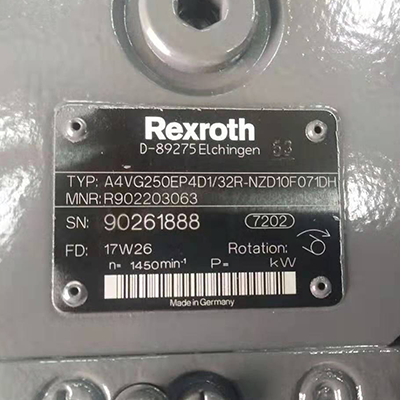 Rexroth
D-89275 Elchingen
TYP: A4VG250EP4D1/32R-NZD10F071DH
MNR: R902203063
SN: 90261888 7202
FD: 17W26 Rotation:
n= 1450min⁻¹ P= kW
Made in Germany